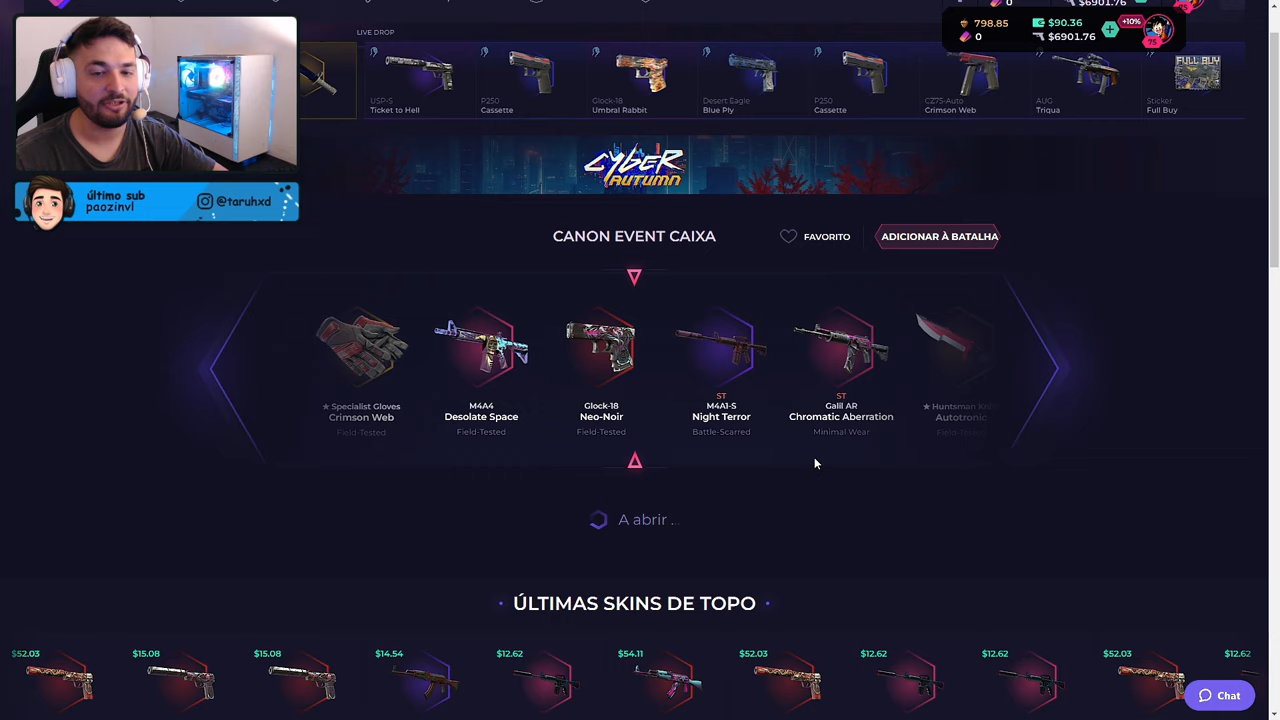 0
$6901.76
798.85
$90.36
+10%
0
$6901.76
75
LIVE DROP
USP-S
Ticket to Hell
P250
Cassette
Glock-18
Umbral Rabbit
Desert Eagle
Blue Ply
P250
Cassette
CZ75-Auto
Crimson Web
AUG
Triqua
FULL BUY
Sticker
Full Buy
CYBER
AUTUMN
último sub
paozinvl
@taruhxd
CANON EVENT CAIXA
FAVORITO
ADICIONAR À BATALHA
★ Specialist Gloves
Crimson Web
Field-Tested
M4A4
Desolate Space
Field-Tested
Glock-18
Neo-Noir
Field-Tested
ST
M4A1-S
Night Terror
Battle-Scarred
ST
Galil AR
Chromatic Aberration
Minimal Wear
★ Huntsman
Autotronic
A abrir ...
• ÚLTIMAS SKINS DE TOPO •
$52.03
$15.08
$15.08
$14.54
$12.62
$54.11
$52.03
$12.62
$12.62
$52.03
$12.62
Chat